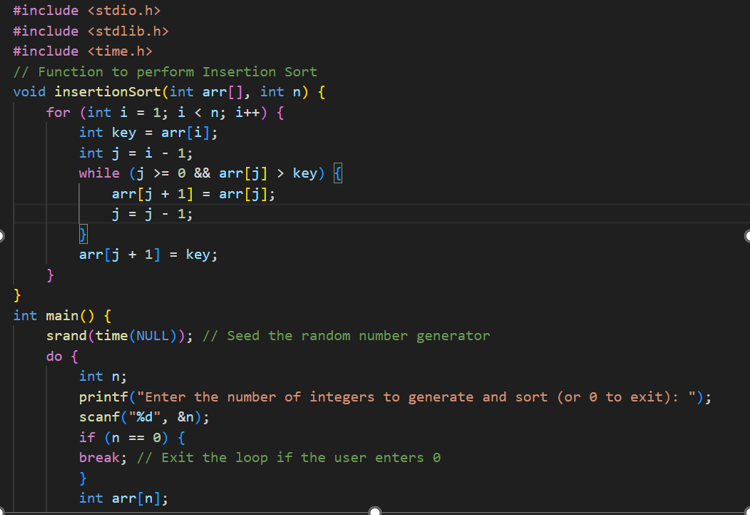 #include <stdio.h>
#include <stdlib.h>
#include <time.h>
// Function to perform Insertion Sort
void insertionSort(int arr[], int n) {
    for (int i = 1; i < n; i++) {
        int key = arr[i];
        int j = i - 1;
        while (j >= 0 && arr[j] > key) {
            arr[j + 1] = arr[j];
            j = j - 1;
        }
        arr[j + 1] = key;
    }
}
int main() {
    srand(time(NULL)); // Seed the random number generator
    do {
        int n;
        printf("Enter the number of integers to generate and sort (or 0 to exit): ");
        scanf("%d", &n);
        if (n == 0) {
        break; // Exit the loop if the user enters 0
        }
        int arr[n];